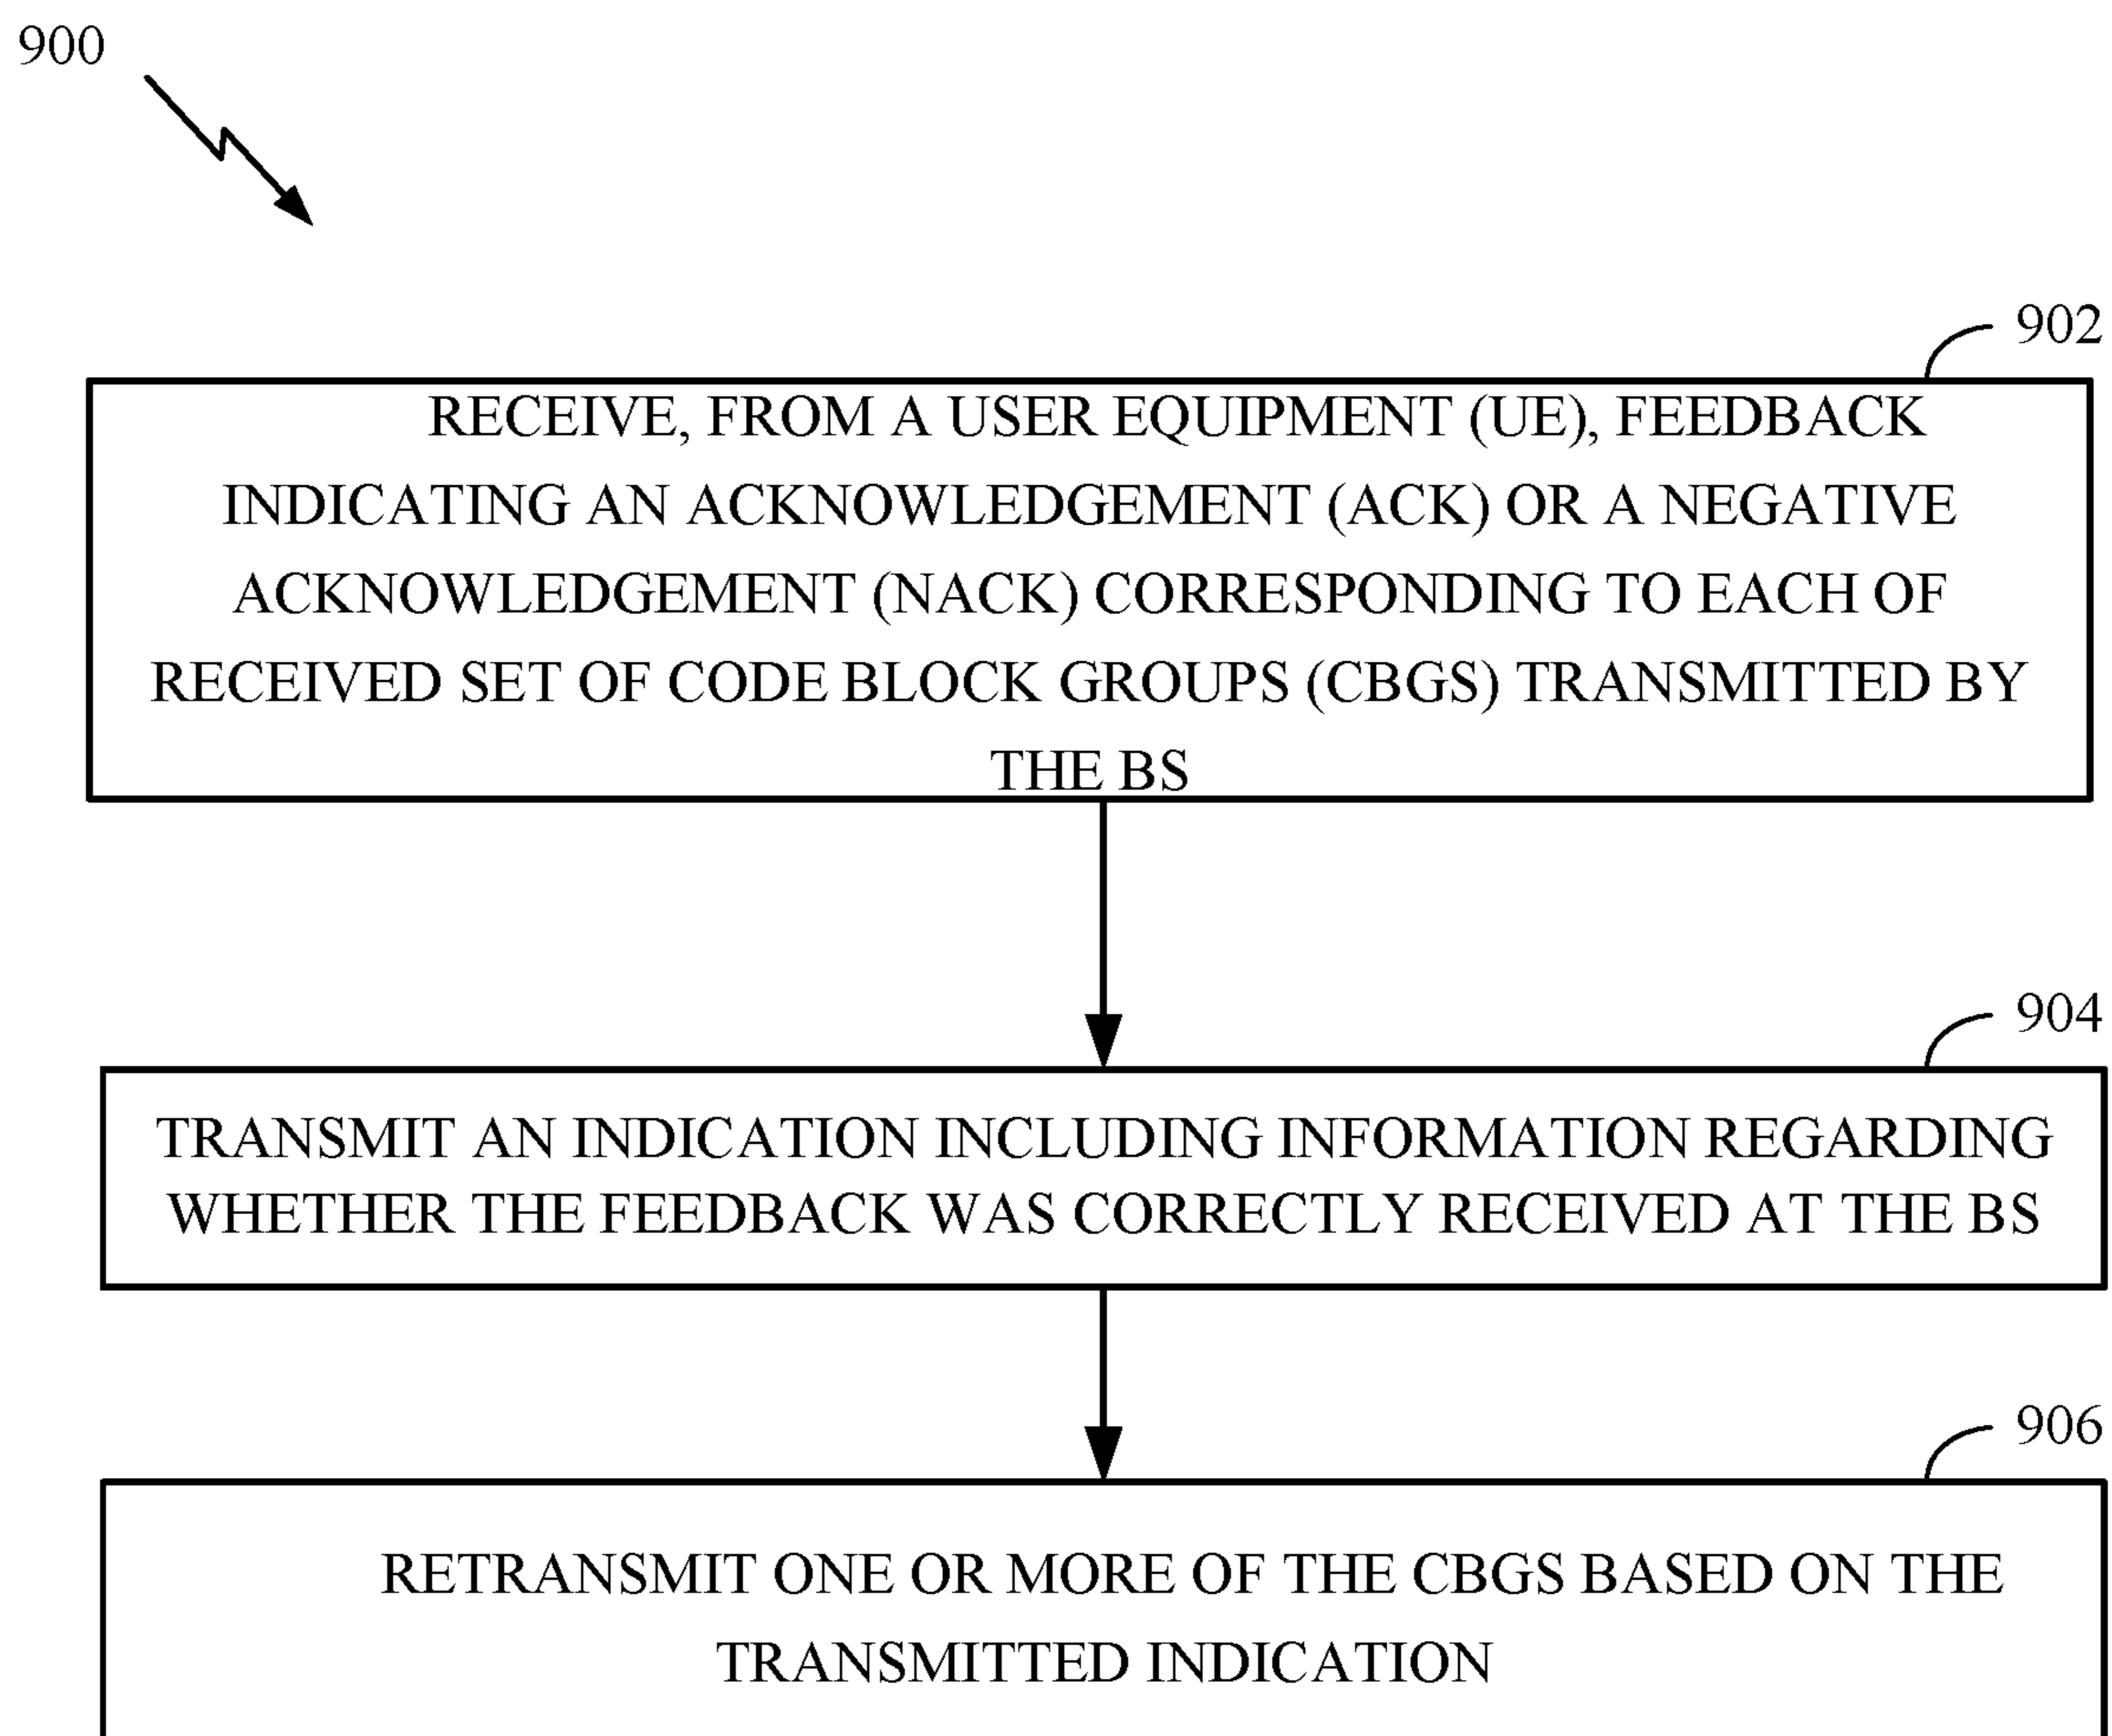 900
902
RECEIVE, FROM A USER EQUIPMENT (UE), FEEDBACK
INDICATING AN ACKNOWLEDGEMENT (ACK) OR A NEGATIVE
ACKNOWLEDGEMENT (NACK) CORRESPONDING TO EACH OF
RECEIVED SET OF CODE BLOCK GROUPS (CBGS) TRANSMITTED BY
THE BS
904
TRANSMIT AN INDICATION INCLUDING INFORMATION REGARDING
WHETHER THE FEEDBACK WAS CORRECTLY RECEIVED AT THE BS
906
RETRANSMIT ONE OR MORE OF THE CBGS BASED ON THE
TRANSMITTED INDICATION